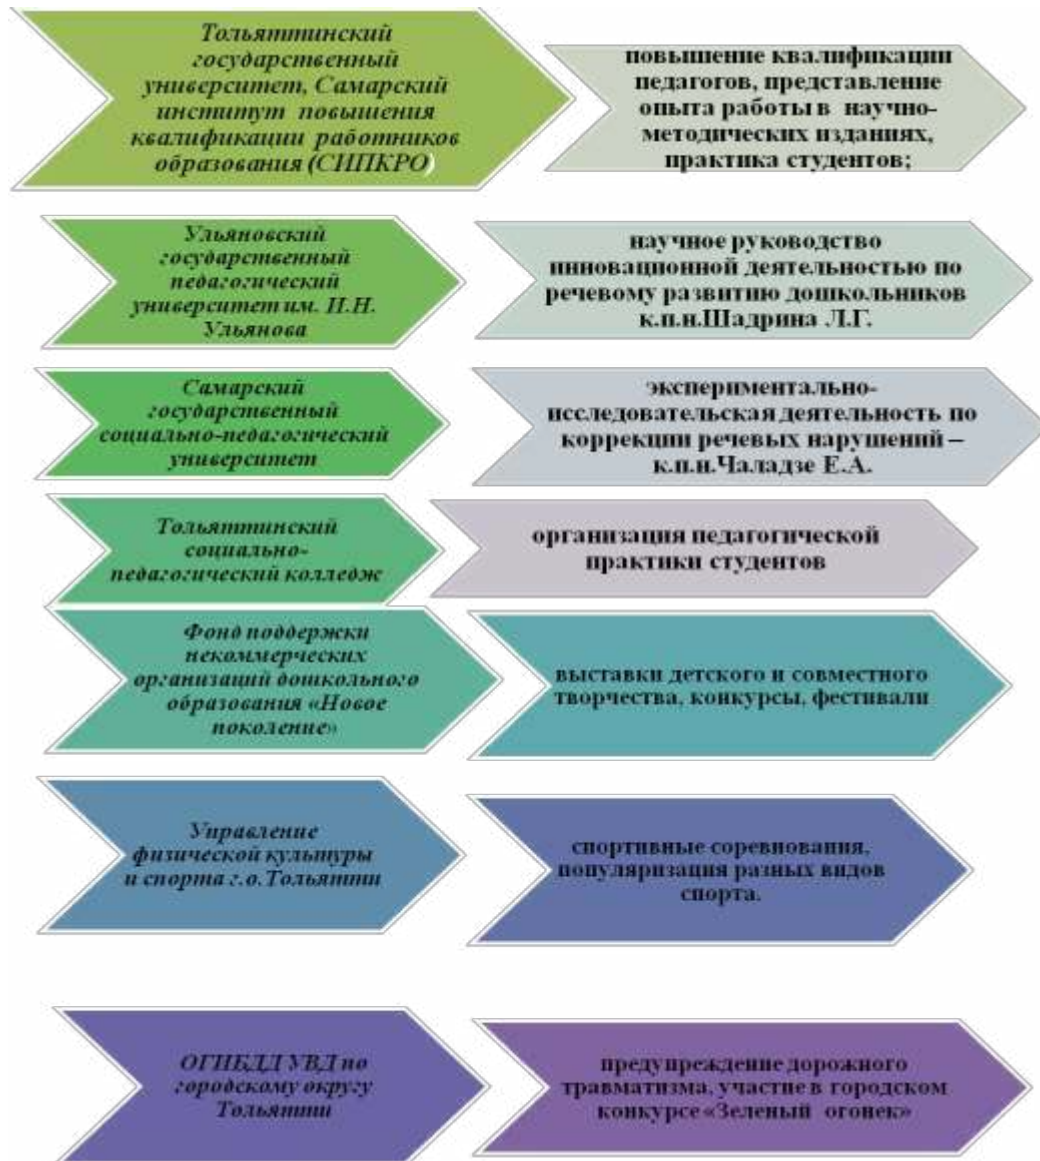 Тольяттинский
государственный
университет, Самарский
институт повышения
квалификации работников
образования (СИПКРО)
повышение квалификации
педагогов, представление
опыта работы в научно-
методических изданиях,
практика студентов;
Ульяновский
государственный
педагогический
университет им. И.Н.
Ульянова
научное руководство
инновационной деятельностью по
речевому развитию дошкольников
к.п.н.Шадрина Л.Г.
Самарский
государственный
социально-педагогический
университет
экспериментально-
исследовательская деятельность по
коррекции речевых нарушений –
к.п.н.Чаладзе Е.А.
Тольяттинский
социально-
педагогический колледж
организация педагогической
практики студентов
Фонд поддержки
некоммерческих
организаций дошкольного
образования «Новое
поколение»
выставки детского и совместного
творчества, конкурсы, фестивали
Управление
физической культуры
и спорта г.о.Тольятти
спортивные соревнования,
популяризация разных видов
спорта.
ОГИБДД УВД по
городскому округу
Тольятти
предупреждение дорожного
травматизма, участие в городском
конкурсе «Зеленый огонек»